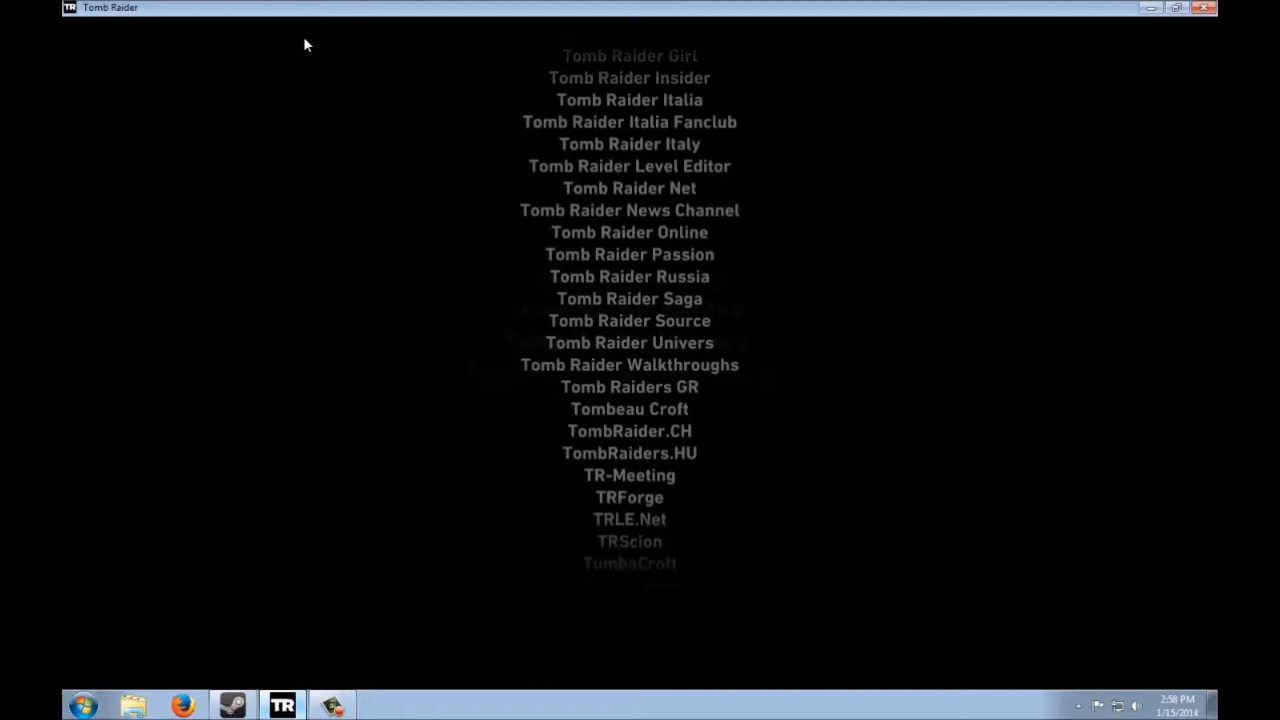 TR Tomb Raider
Tomb Raider Girl
Tomb Raider Insider
Tomb Raider Italia
Tomb Raider Italia Fanclub
Tomb Raider Italy
Tomb Raider Level Editor
Tomb Raider Net
Tomb Raider News Channel
Tomb Raider Online
Tomb Raider Passion
Tomb Raider Russia
Tomb Raider Saga
Tomb Raider Source
Tomb Raider Univers
Tomb Raider Walkthroughs
Tomb Raiders GR
Tombeau Croft
TombRaider.CH
TombRaiders.HU
TR-Meeting
TRForge
TRLE.Net
TRScion
TumbaCroft
TR
2:58 PM
1/15/2014